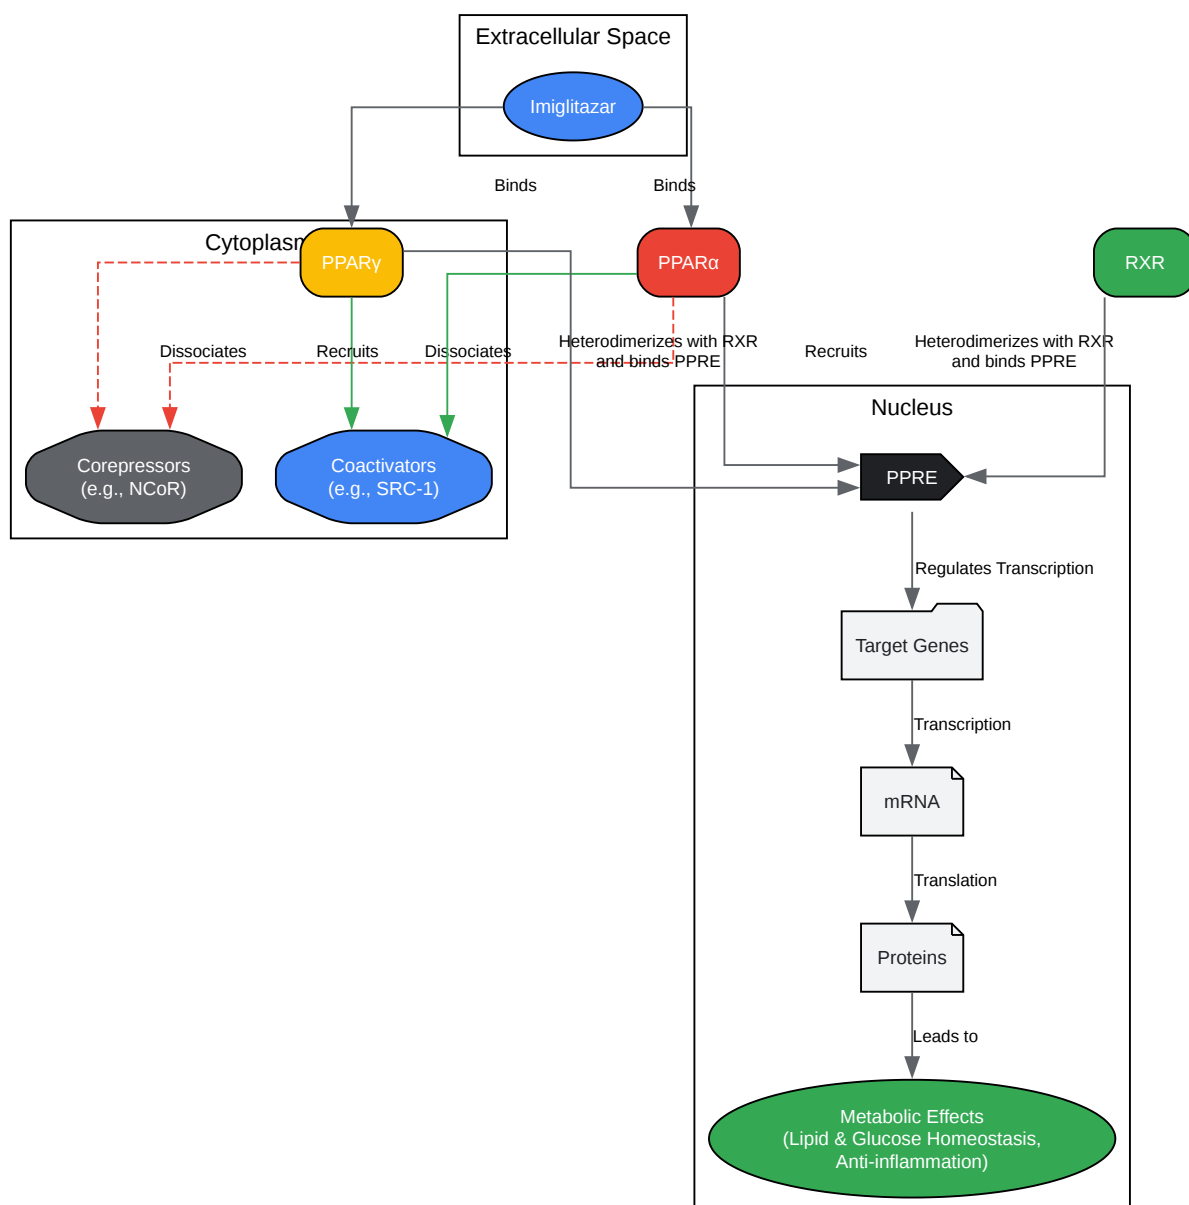 Extracellular Space
Imiglitazar
Binds
Binds
Cytoplasm
PPARγ
PPARα
RXR
Dissociates
Recruits
Dissociates
Heterodimerizes with RXR
and binds PPRE
Recruits
Heterodimerizes with RXR
and binds PPRE
Nucleus
Corepressors
(e.g., NCoR)
Coactivators
(e.g., SRC-1)
PPRE
Regulates Transcription
Target Genes
Transcription
mRNA
Translation
Proteins
Leads to
Metabolic Effects
(Lipid & Glucose Homeostasis,
Anti-inflammation)